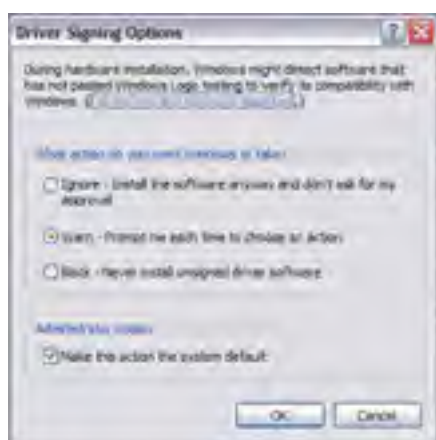 Driver Signing Options
During hardware installation, Windows might detect software that
has not passed Windows Logo testing to verify its compatibility with
Windows. (
What action do you want Windows to take?
Ignore - Install the software anyway and don't ask for my
approval
Warn - Prompt me each time to choose an action
Block - Never install unsigned driver software
Administrator option
Make this action the system default
OK
Cancel